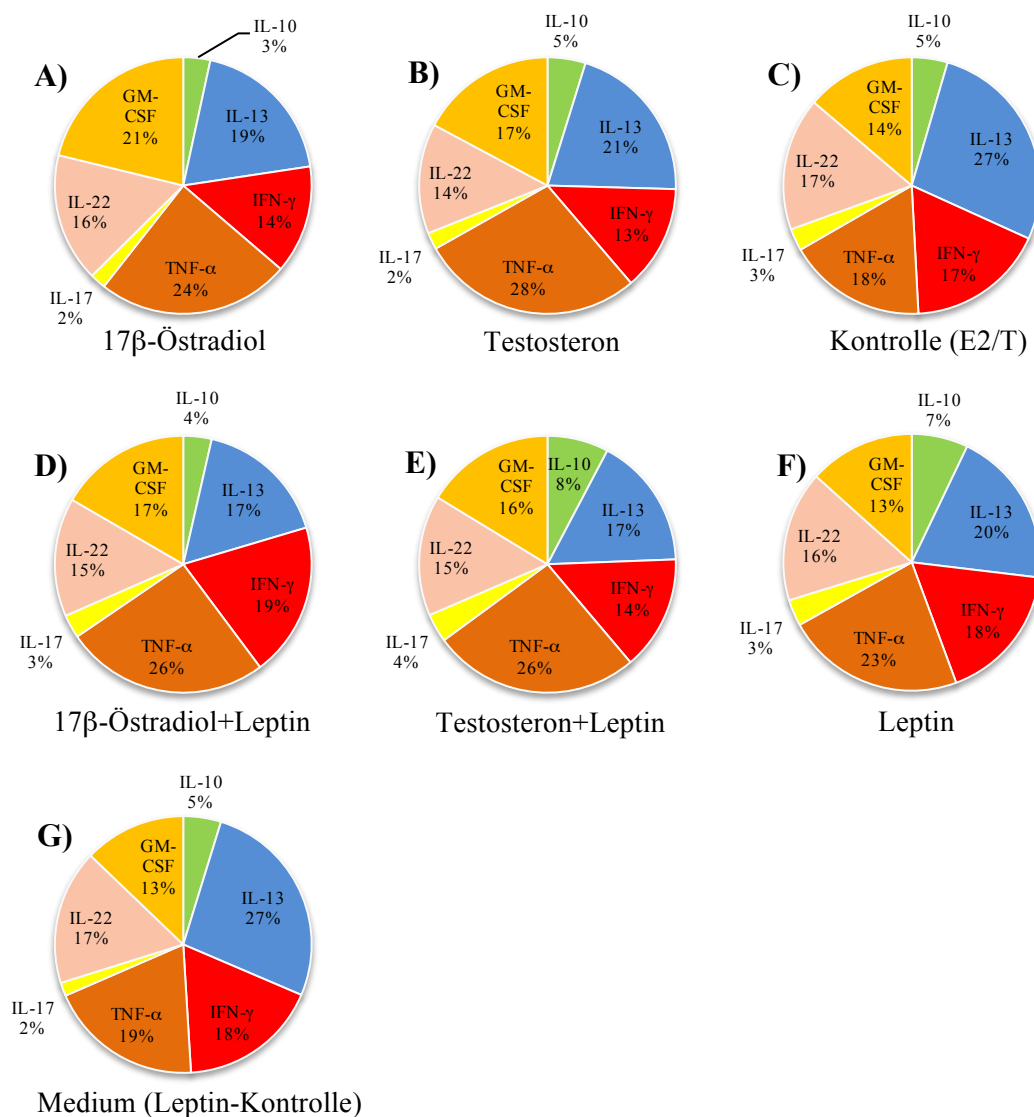 A)
IL-10
3%
IL-13
19%
IFN-γ
14%
TNF-α
24%
IL-17
2%
IL-22
16%
GM-
CSF
21%
17β-Östradiol
B)
IL-10
5%
IL-13
21%
IFN-γ
13%
TNF-α
28%
IL-17
2%
IL-22
14%
GM-
CSF
17%
Testosteron
C)
IL-10
5%
IL-13
27%
IFN-γ
17%
TNF-α
18%
IL-17
3%
IL-22
17%
GM-
CSF
14%
Kontrolle (E2/T)
D)
IL-10
4%
IL-13
17%
IFN-γ
19%
TNF-α
26%
IL-17
3%
IL-22
15%
GM-
CSF
17%
17β-Östradiol+Leptin
E)
IL-10
8%
IL-13
17%
IFN-γ
14%
TNF-α
26%
IL-17
4%
IL-22
15%
GM-
CSF
16%
Testosteron+Leptin
F)
IL-10
7%
IL-13
20%
IFN-γ
18%
TNF-α
23%
IL-17
3%
IL-22
16%
GM-
CSF
13%
Leptin
G)
IL-10
5%
IL-13
27%
IFN-γ
18%
TNF-α
19%
IL-17
2%
IL-22
17%
GM-
CSF
13%
Medium (Leptin-Kontrolle)